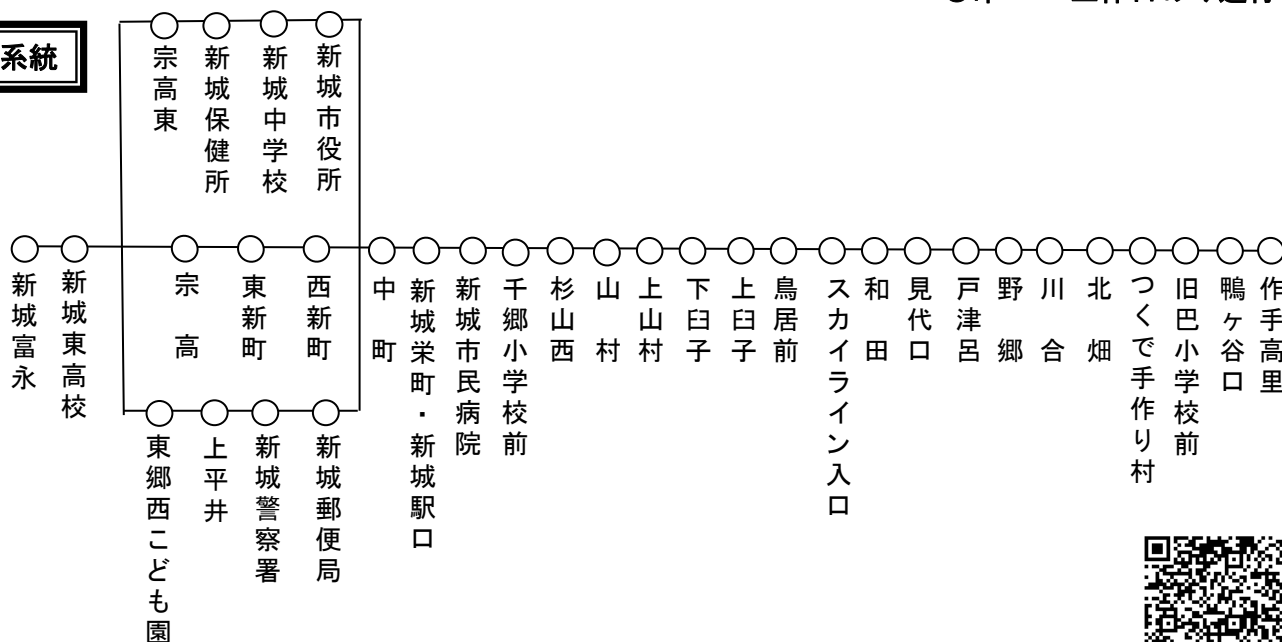 系統
宗高東
新城保健所
新城中学校
新城市役所
新城富永
新城東高校
宗高
東新町
西新町
中町
新城栄町・新城駅口
新城市民病院
千郷小学校前
杉山西
山村
上山村
下臼子
上臼子
鳥居前
スカイライン入口
和田
見代口
戸津呂
野郷
川合
北畑
つくで手作り村
旧巴小学校前
鴨ヶ谷口
作手高里
東郷西こども園
上平井
新城警察署
新城郵便局